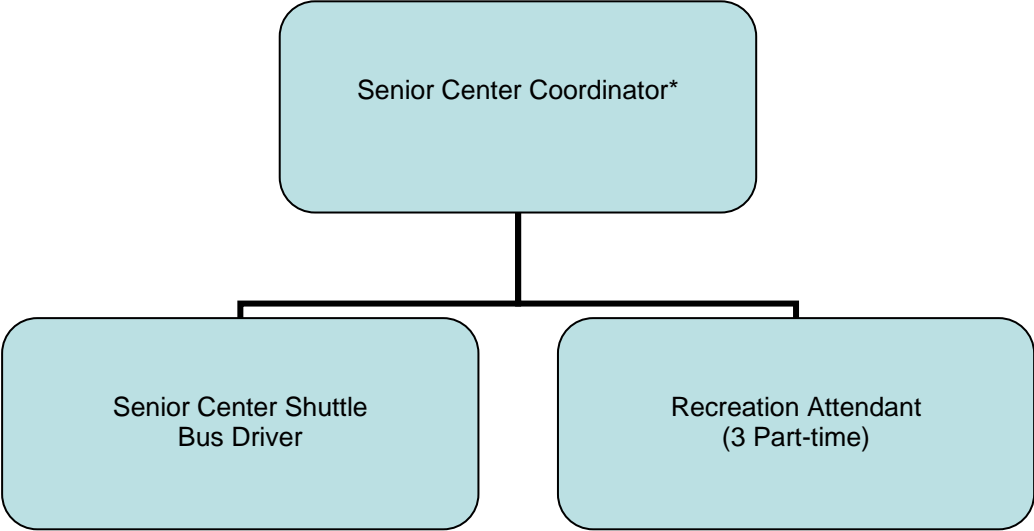 Senior Center Coordinator*
Senior Center Shuttle
Bus Driver
Recreation Attendant
(3 Part-time)